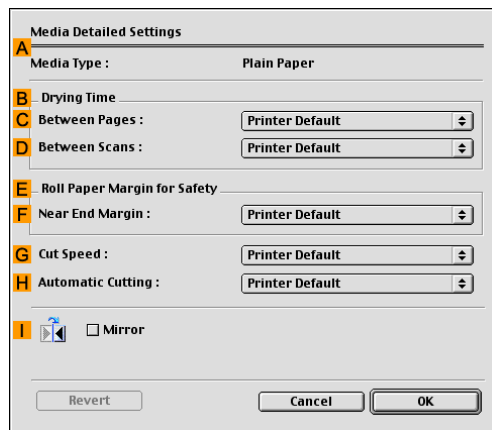 Media Detailed Settings
A
Media Type : Plain Paper
B Drying Time
C Between Pages : Printer Default
D Between Scans : Printer Default
E Roll Paper Margin for Safety
F Near End Margin : Printer Default
G Cut Speed : Printer Default
H Automatic Cutting : Printer Default
I Mirror
Revert Cancel OK